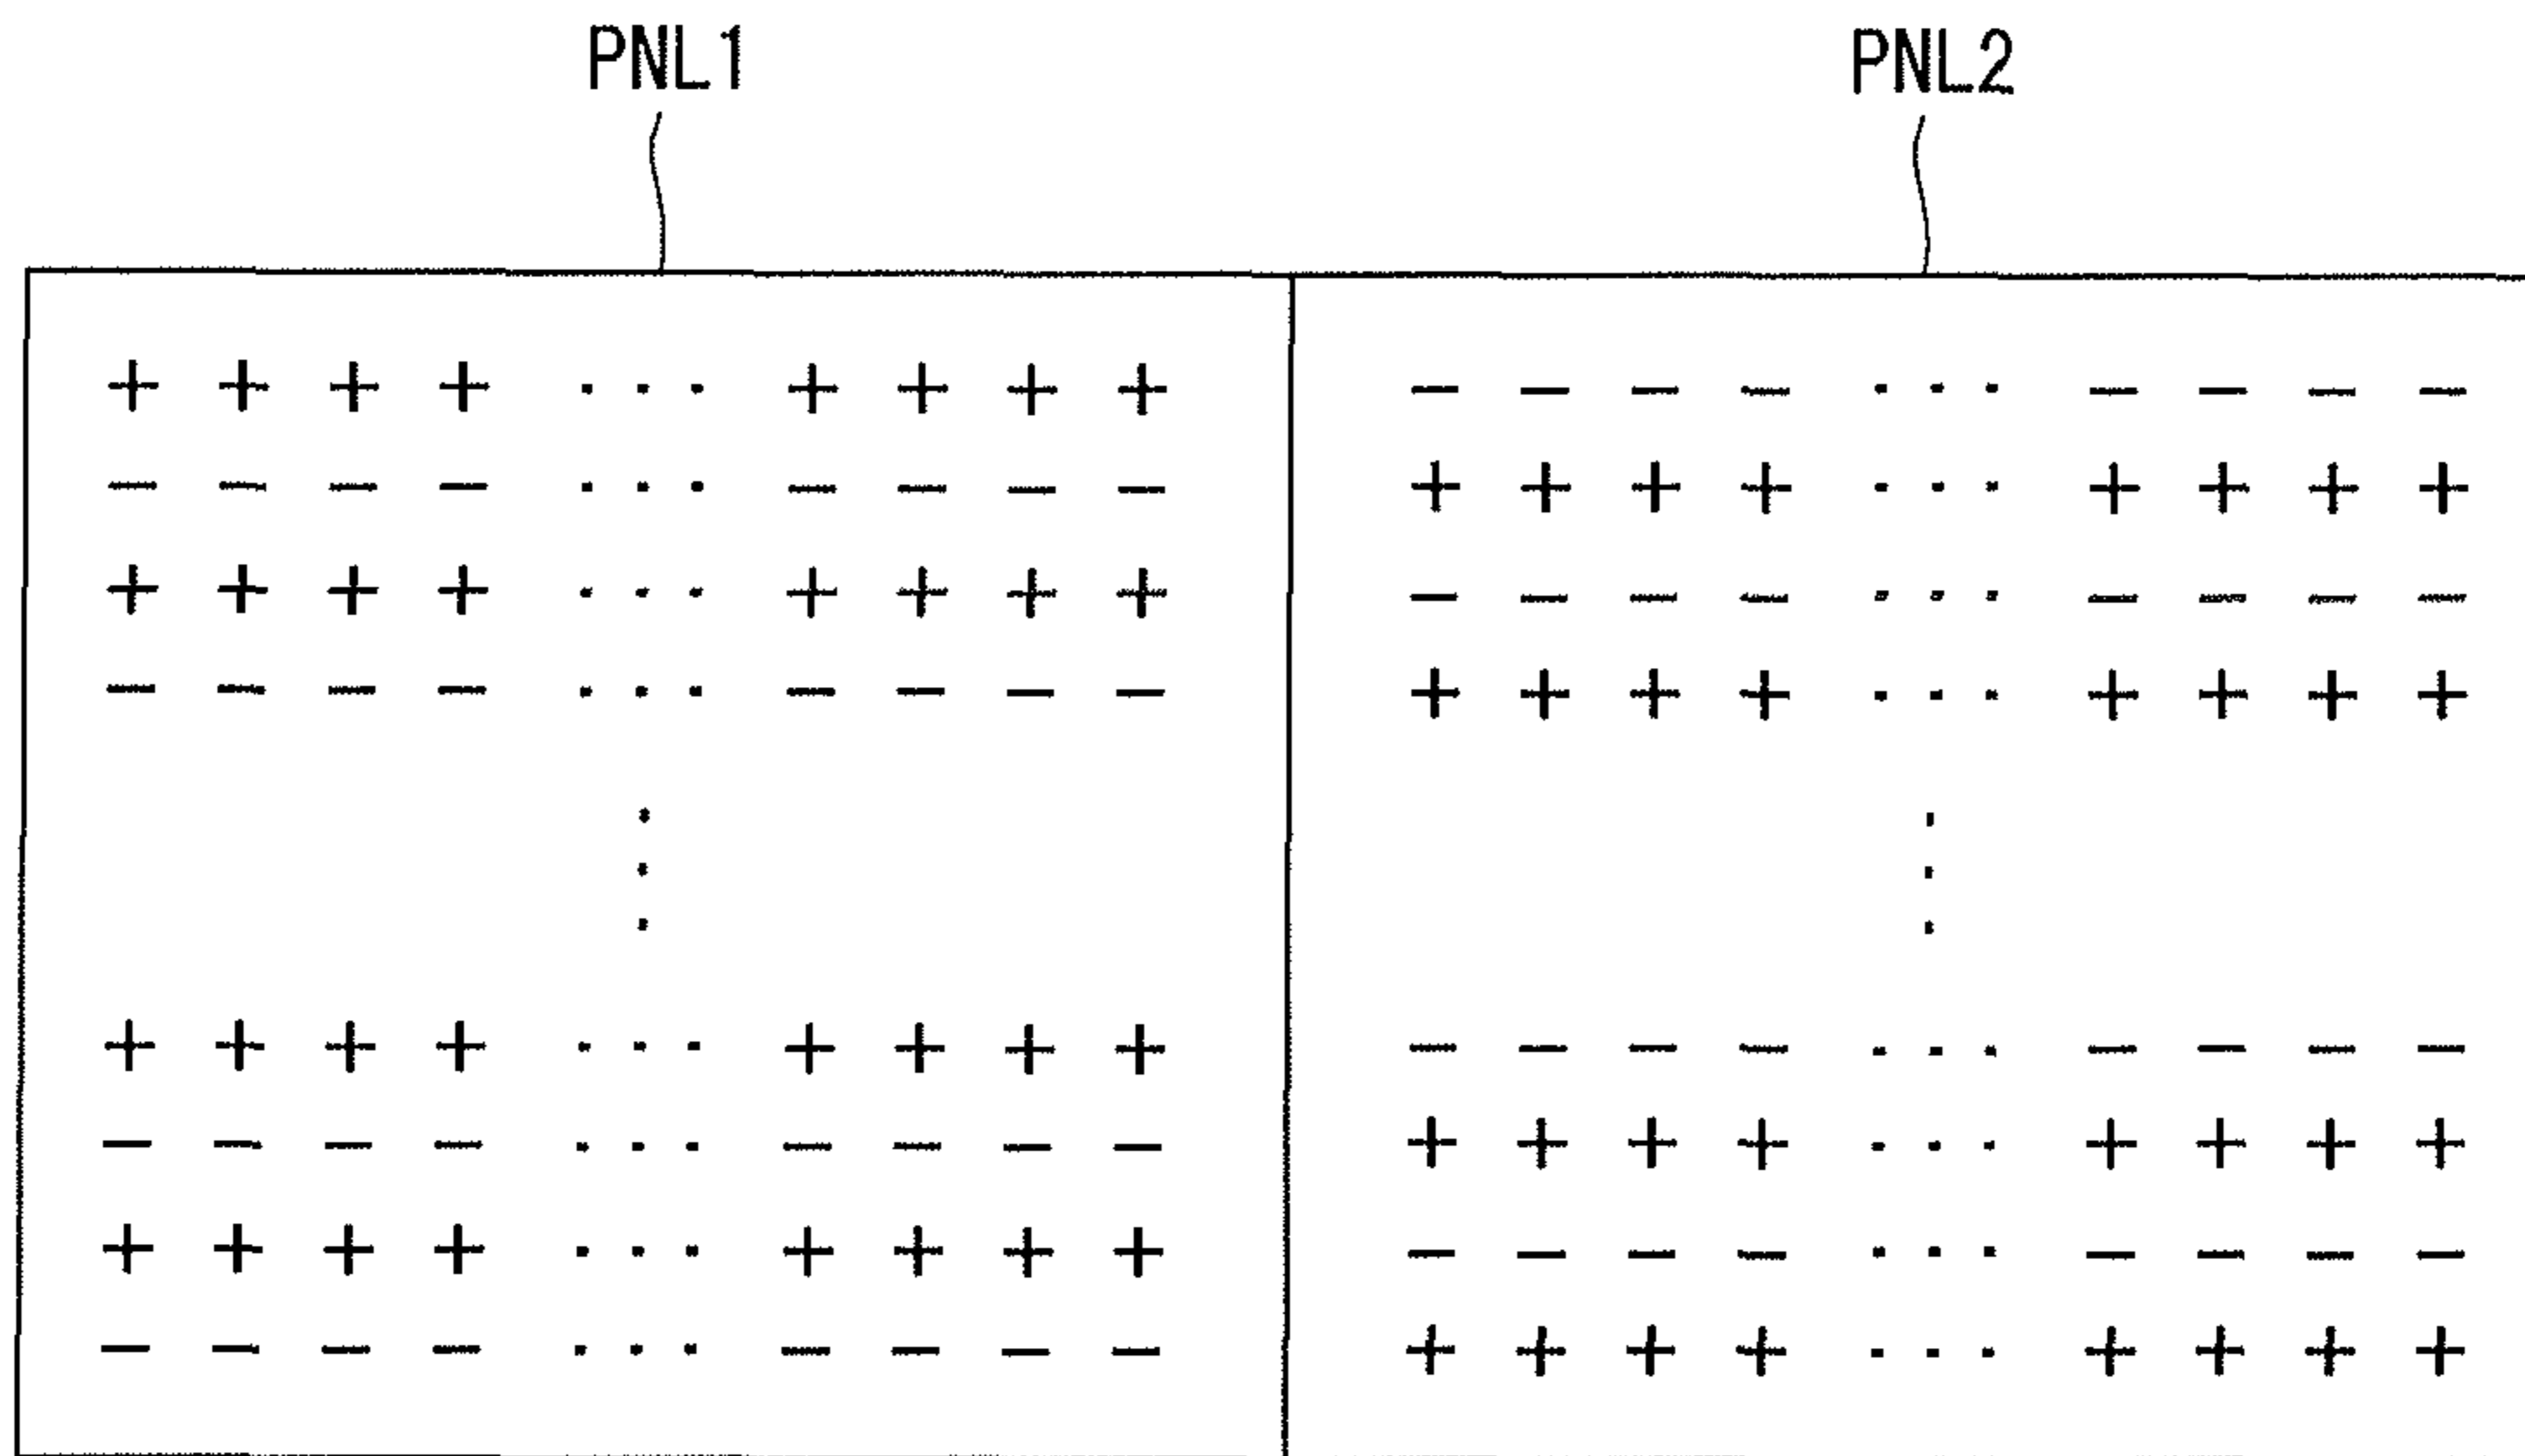 PNL1 PNL2
+ + + + · · · + + + + − − − − · · · − − − −
− − − − · · · − − − − + + + + · · · + + + +
+ + + + · · · + + + + − − − − · · · − − − −
− − − − · · · − − − − + + + + · · · + + + +
+ + + + · · · + + + + − − − − · · · − − − −
− − − − · · · − − − − + + + + · · · + + + +
+ + + + · · · + + + + − − − − · · · − − − −
− − − − · · · − − − − + + + + · · · + + + +